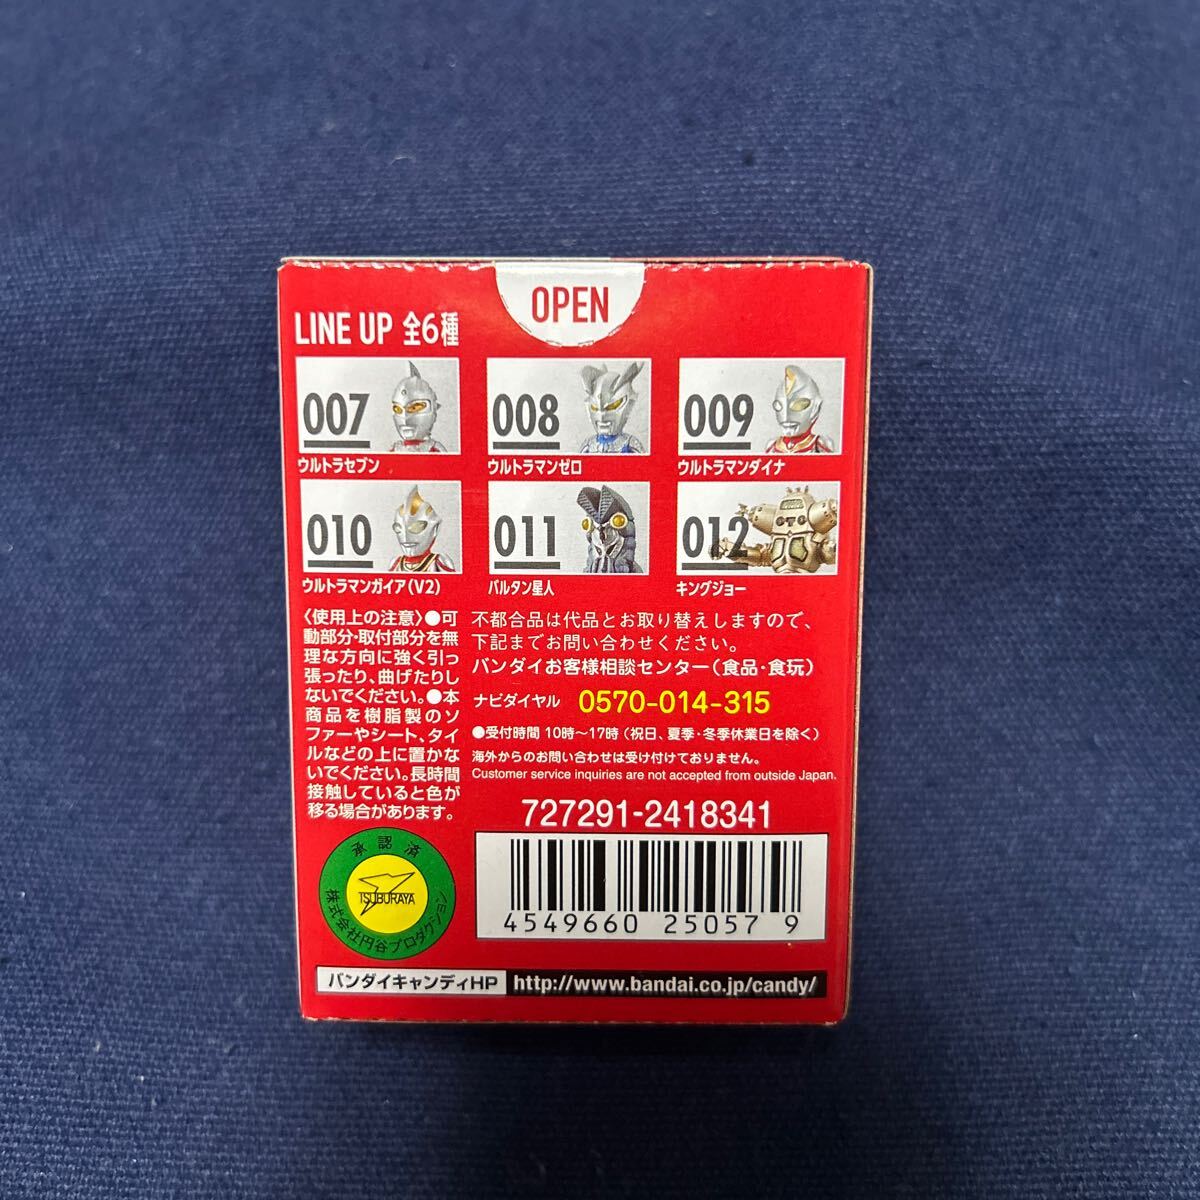 OPEN
LINE UP 全6種
007
ウルトラセブン
008
ウルトラマンゼロ
009
ウルトラマンダイナ
010
ウルトラマンガイア(V2)
011
バルタン星人
012
キングジョー
〈使用上の注意〉●可
動部分・取付部分を無
理な方向に強く引っ
張ったり、曲げたりし
ないでください。●本
商品を樹脂製のソ
ファーやシート、タイ
ルなどの上に置かな
いでください。長時間
接触していると色が
移る場合があります。
不都合品は代品とお取り替えしますので、
下記までお問い合わせください。
バンダイお客様相談センター(食品・食玩)
ナビダイヤル 0570-014-315
●受付時間 10時〜17時(祝日、夏季・冬季休業日を除く)
海外からのお問い合わせは受け付けておりません。
Customer service inquiries are not accepted from outside Japan.
727291-2418341
4549660 25057 9
承認済
TSUBURAYA
株式会社円谷プロダクション
バンダイキャンディHP http://www.bandai.co.jp/candy/